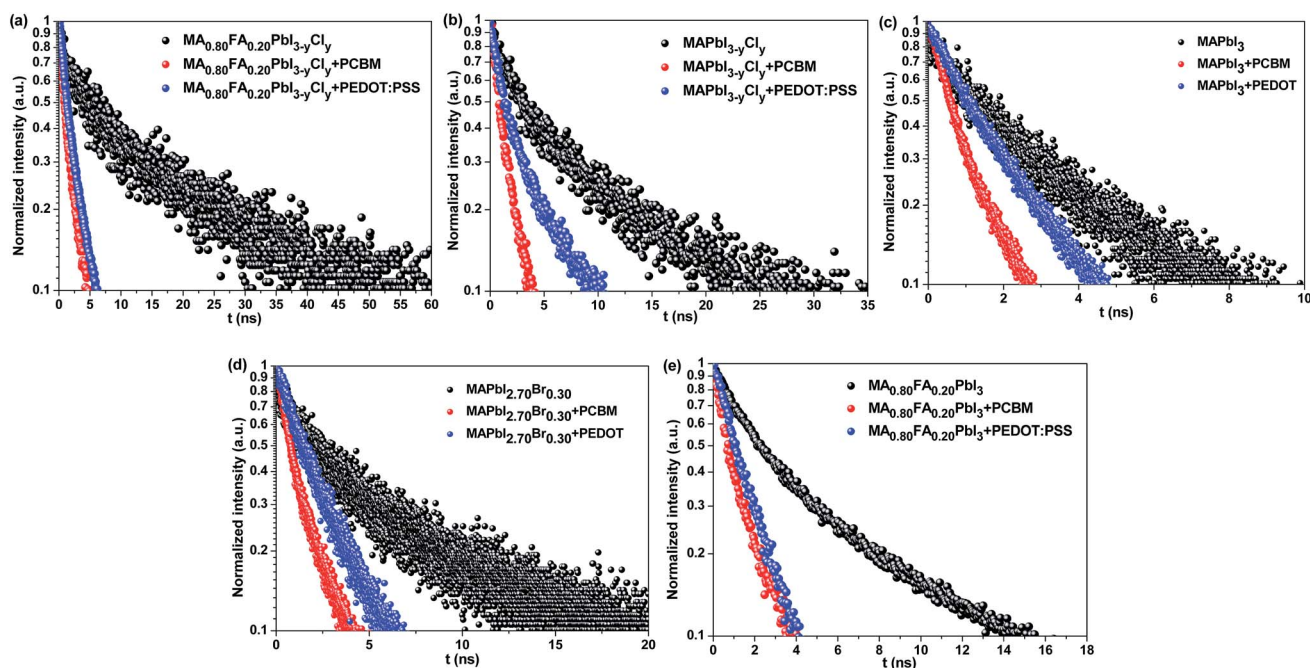 (a)
MA0.80FA0.20PbI3-yCly
MA0.80FA0.20PbI3-yCly+PCBM
MA0.80FA0.20PbI3-yCly+PEDOT:PSS
Normalized intensity (a.u.)
1
0.9
0.8
0.7
0.6
0.5
0.4
0.3
0.2
0.1
0 5 10 15 20 25 30 35 40 45 50 55 60
t (ns)
(b)
MAPbI3-yCly
MAPbI3-yCly+PCBM
MAPbI3-yCly+PEDOT:PSS
Normalized intensity (a.u.)
1
0.9
0.8
0.7
0.6
0.5
0.4
0.3
0.2
0.1
0 5 10 15 20 25 30 35
t (ns)
(c)
MAPbI3
MAPbI3+PCBM
MAPbI3+PEDOT
Normalized intensity (a.u.)
1
0.9
0.8
0.7
0.6
0.5
0.4
0.3
0.2
0.1
0 2 4 6 8 10
t (ns)
(d)
MAPbI2.70Br0.30
MAPbI2.70Br0.30+PCBM
MAPbI2.70Br0.30+PEDOT
Normalized intensity (a.u.)
1
0.9
0.8
0.7
0.6
0.5
0.4
0.3
0.2
0.1
0 5 10 15 20
t (ns)
(e)
MA0.80FA0.20PbI3
MA0.80FA0.20PbI3+PCBM
MA0.80FA0.20PbI3+PEDOT:PSS
Normalized intensity (a.u.)
1
0.9
0.8
0.7
0.6
0.5
0.4
0.3
0.2
0.1
0 2 4 6 8 10 12 14 16 18
t (ns)